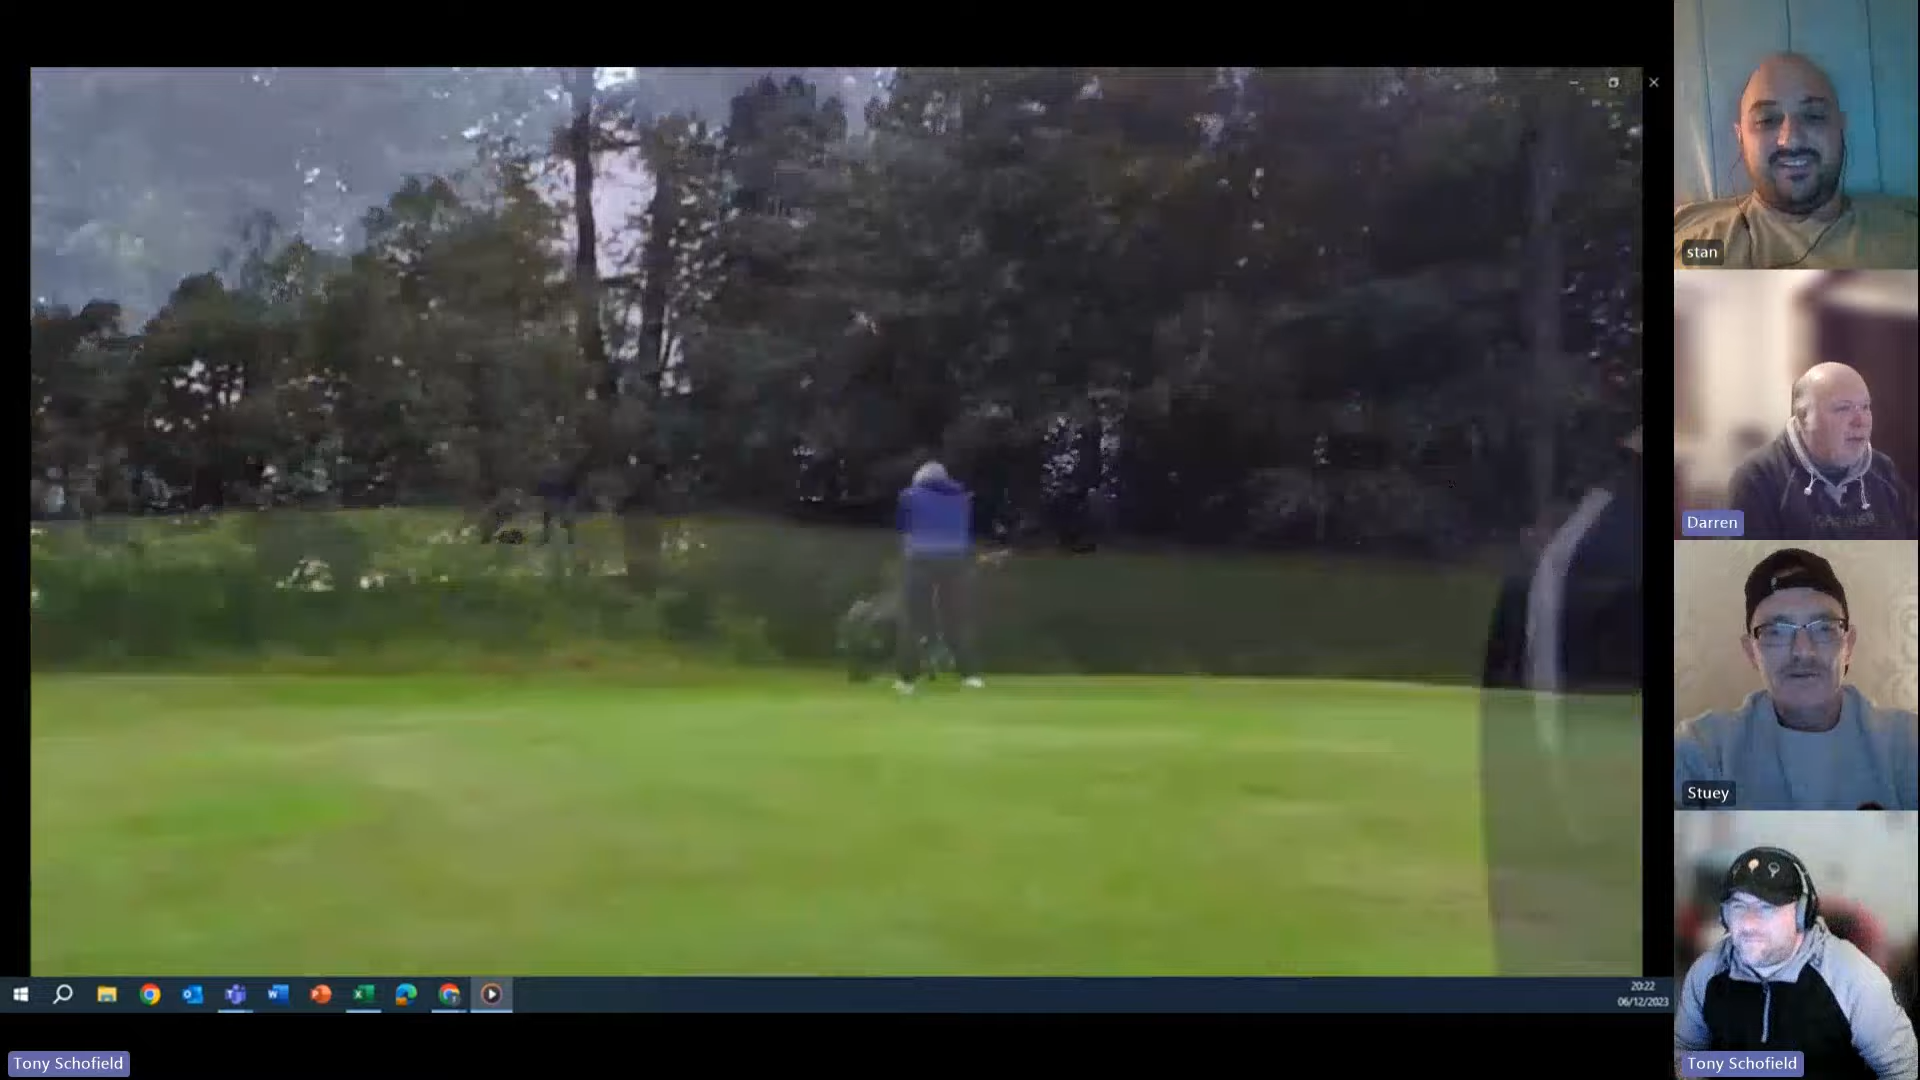 stan
Darren
Stuey
20:22
06/12/2023
Tony Schofield
Tony Schofield